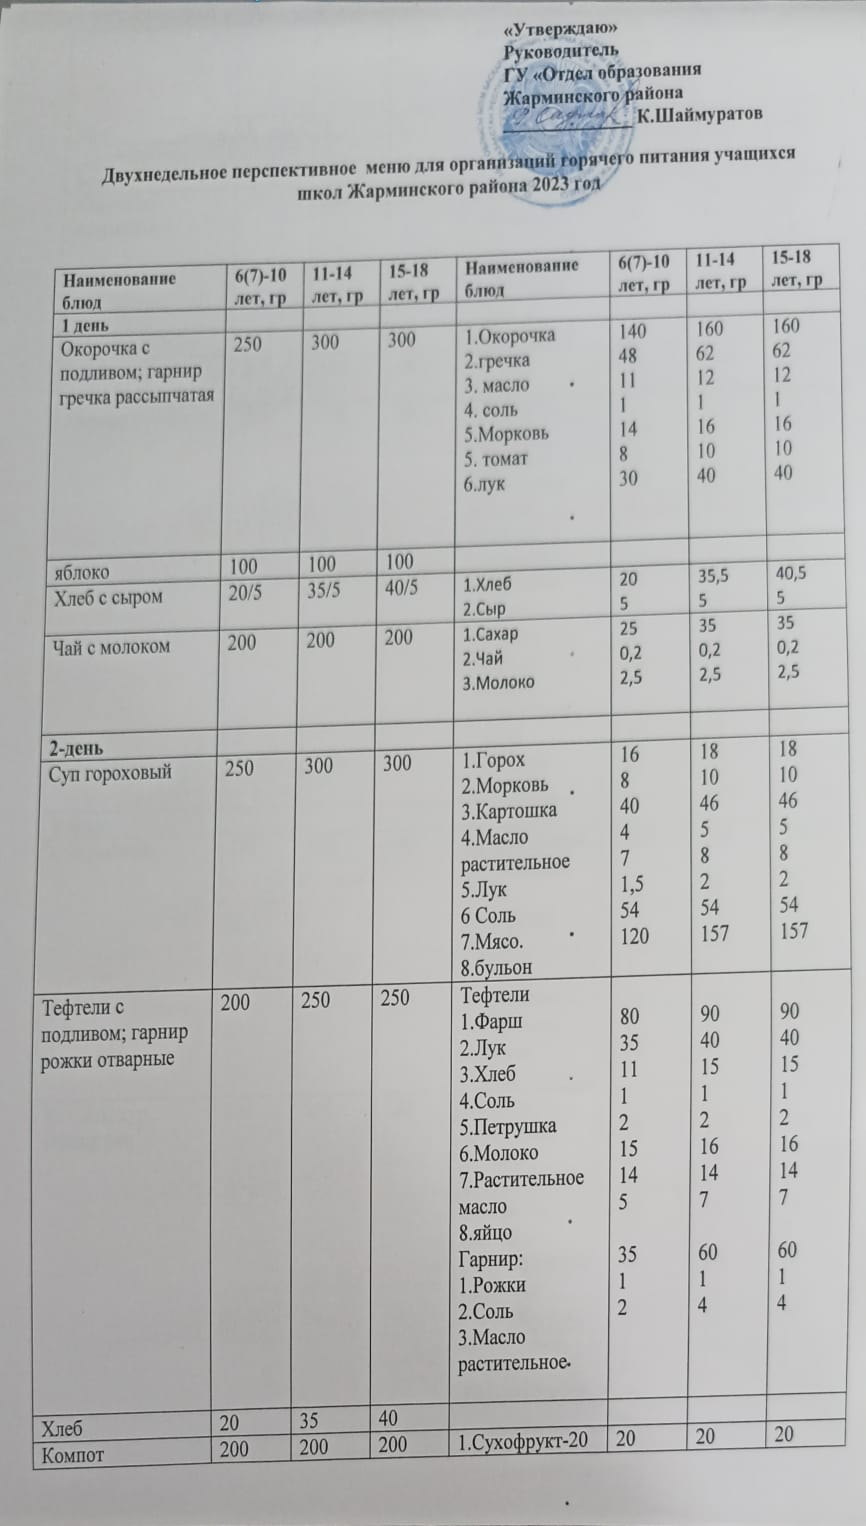 «Утверждаю»
Руководитель
ГУ «Отдел образования
Жарминского района
К.Шаймуратов
Двухнедельное перспективное меню для организаций горячего питания учащихся
школ Жарминского района 2023 год
Наименование блюд 6(7)-10 лет, гр 11-14 лет, гр 15-18 лет, гр Наименование блюд 6(7)-10 лет, гр 11-14 лет, гр 15-18 лет, гр
1 день
Окорочка с 250 300 300 1.Окорочка 140 160 160
подливом; гарнир 2.гречка 48 62 62
гречка рассыпчатая 3. масло 11 12 12
4. соль 1 1 1
5.Морковь 14 16 16
5. томат 8 10 10
6.лук 30 40 40
яблоко 100 100 100
Хлеб с сыром 20/5 35/5 40/5 1.Хлеб 20 35,5 40,5
2.Сыр 5 5 5
Чай с молоком 200 200 200 1.Сахар 25 35 35
2.Чай 0,2 0,2 0,2
3.Молоко 2,5 2,5 2,5
2-день
Суп гороховый 250 300 300 1.Горох 16 18 18
2.Морковь 8 10 10
3.Картошка 40 46 46
4.Масло 4 5 5
растительное 7 8 8
5.Лук 1,5 2 2
6 Соль 54 54 54
7.Мясо. 120 157 157
8.бульон
Тефтели с 200 250 250 Тефтели
подливом; гарнир 1.Фарш 80 90 90
рожки отварные 2.Лук 35 40 40
3.Хлеб 11 15 15
4.Соль 1 1 1
5.Петрушка 2 2 2
6.Молоко 15 16 16
7.Растительное 14 14 14
масло 5 7 7
8.яйцо
Гарнир: 35 60 60
1.Рожки 1 1 1
2.Соль 2 4 4
3.Масло
растительное
Хлеб 20 35 40
Компот 200 200 200 1.Сухофрукт-20 20 20 20